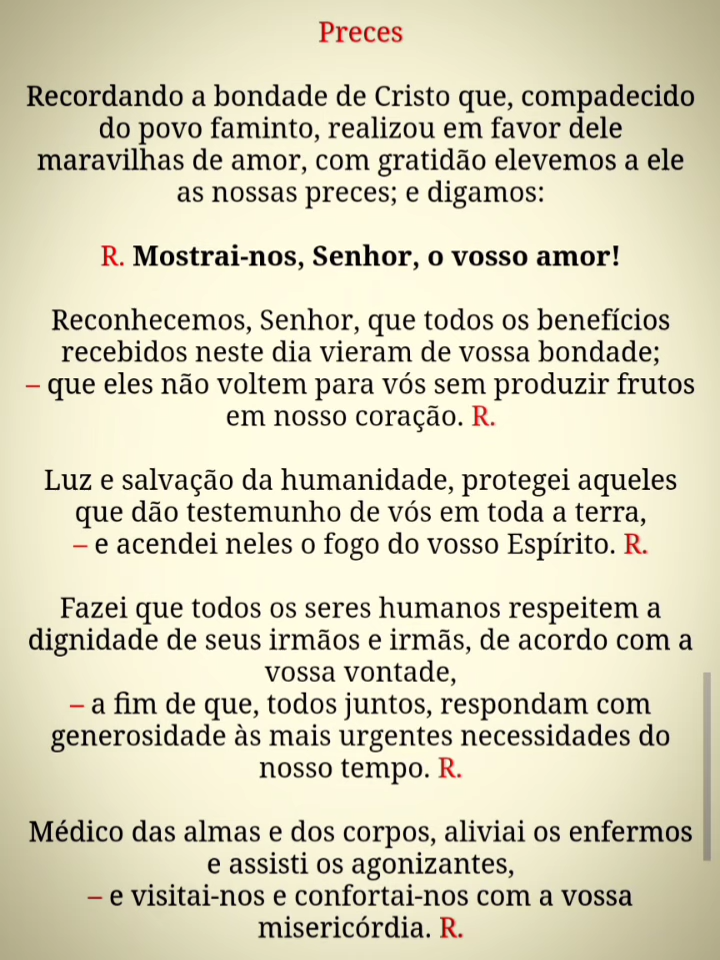 Preces
Recordando a bondade de Cristo que, compadecido
do povo faminto, realizou em favor dele
maravilhas de amor, com gratidão elevemos a ele
as nossas preces; e digamos:
R. Mostrai-nos, Senhor, o vosso amor!
Reconhecemos, Senhor, que todos os benefícios
recebidos neste dia vieram de vossa bondade;
– que eles não voltem para vós sem produzir frutos
em nosso coração. R.
Luz e salvação da humanidade, protegei aqueles
que dão testemunho de vós em toda a terra,
– e acendei neles o fogo do vosso Espírito. R.
Fazei que todos os seres humanos respeitem a
dignidade de seus irmãos e irmãs, de acordo com a
vossa vontade,
– a fim de que, todos juntos, respondam com
generosidade às mais urgentes necessidades do
nosso tempo. R.
Médico das almas e dos corpos, aliviai os enfermos
e assisti os agonizantes,
– e visitai-nos e confortai-nos com a vossa
misericórdia. R.